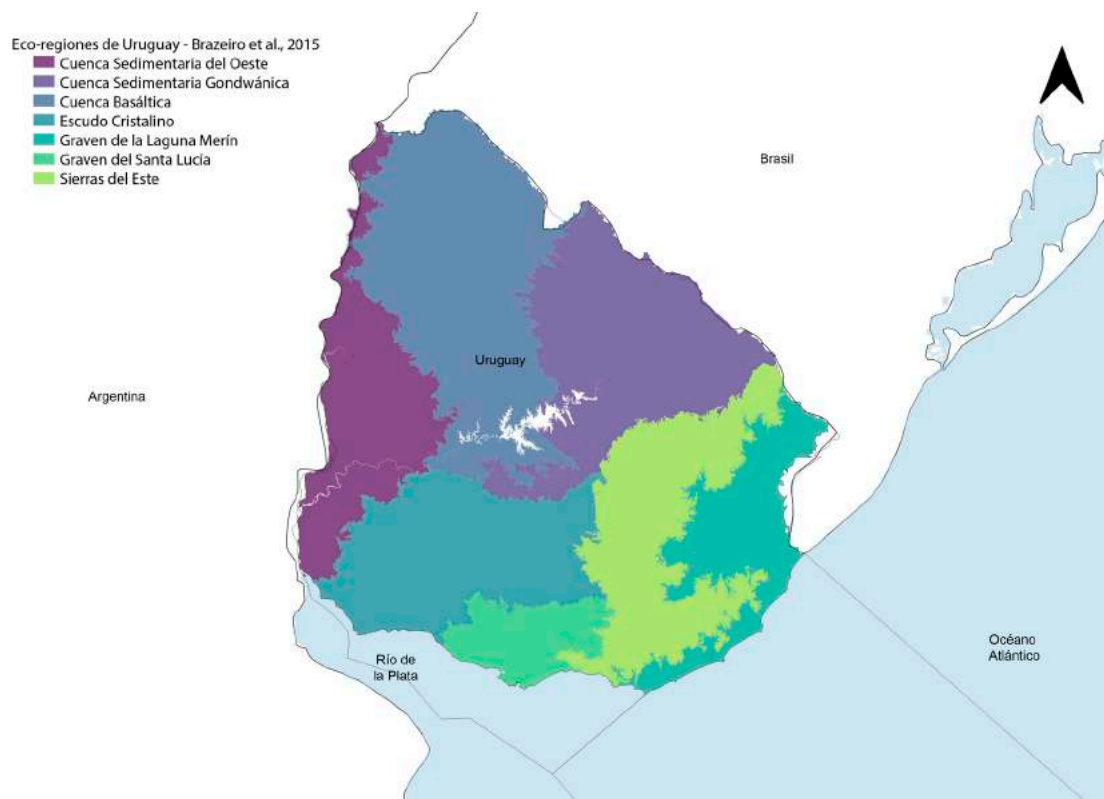 Eco-regiones de Uruguay - Brazeiro et al., 2015
Cuenca Sedimentaria del Oeste
Cuenca Sedimentaria Gondwánica
Cuenca Basáltica
Escudo Cristalino
Graven de la Laguna Merín
Graven del Santa Lucía
Sierras del Este
Brasil
Uruguay
Argentina
Río de
la Plata
Océano
Atlántico